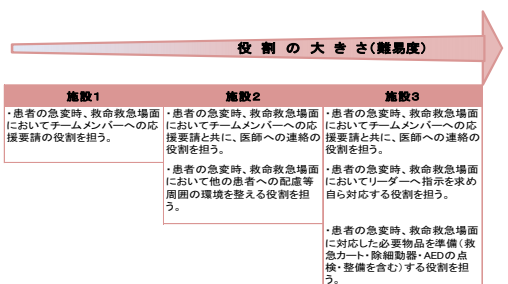 役 割 の 大 き さ(難易度)
施設1
・患者の急変時、救命救急場面
においてチームメンバーへの応
援要請の役割を担う。
施設2
・患者の急変時、救命救急場面
においてチームメンバーへの応
援要請と共に、医師への連絡の
役割を担う。
・患者の急変時、救命救急場面
において他の患者への配慮等
周囲の環境を整える役割を担
う。
施設3
・患者の急変時、救命救急場面
においてチームメンバーへの応
援要請と共に、医師への連絡の
役割を担う。
・患者の急変時、救命救急場面
においてリーダーへ指示を求め
自ら対応する役割を担う。
・患者の急変時、救命救急場面
に対応した必要物品を準備(救
急カート・除細動器・AEDの点
検・整備を含む)する役割を担
う。